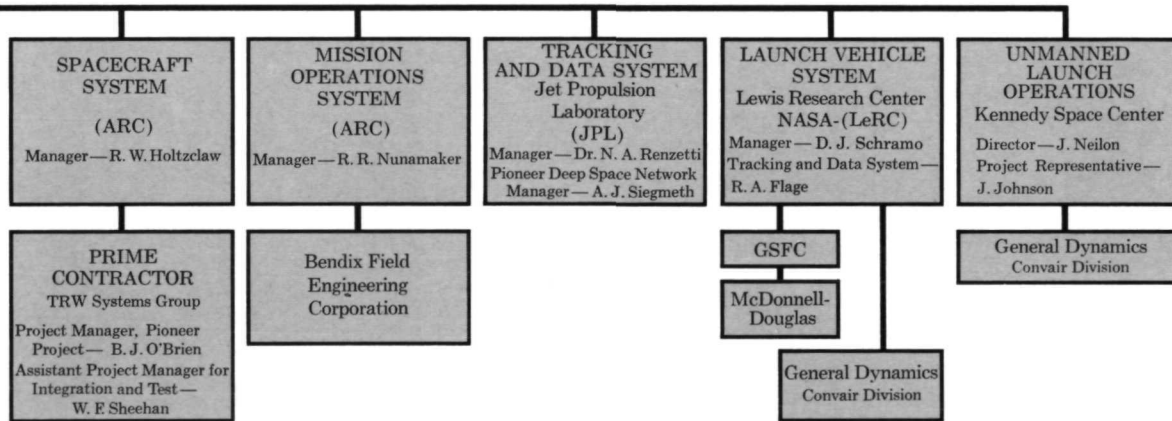 SPACECRAFT
SYSTEM
(ARC)
Manager — R. W. Holtzclaw
MISSION
OPERATIONS
SYSTEM
(ARC)
Manager — R. R. Nunamaker
TRACKING
AND DATA SYSTEM
Jet Propulsion
Laboratory
(JPL)
Manager — Dr. N. A. Renzetti
Pioneer Deep Space Network
Manager — A. J. Siegmeth
LAUNCH VEHICLE
SYSTEM
Lewis Research Center
NASA-(LeRC)
Manager — D. J. Schramo
Tracking and Data System —
R. A. Flage
UNMANNED
LAUNCH
OPERATIONS
Kennedy Space Center
Director — J. Neilon
Project Representative —
J. Johnson
PRIME
CONTRACTOR
TRW Systems Group
Project Manager, Pioneer
Project — B. J. O'Brien
Assistant Project Manager for
Integration and Test —
W. F. Sheehan
Bendix Field
Engineering
Corporation
GSFC
McDonnell-
Douglas
General Dynamics
Convair Division
General Dynamics
Convair Division